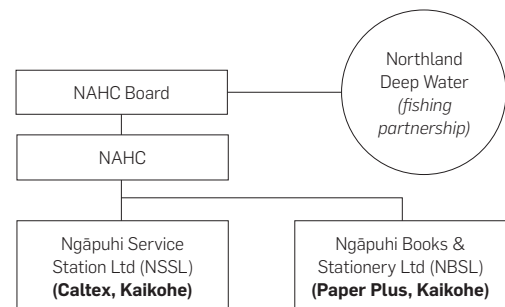 NAHC Board
Northland
Deep Water
(fishing
partnership)
NAHC
Ngāpuhi Service
Station Ltd (NSSL)
(Caltex, Kaikohe)
Ngāpuhi Books &
Stationery Ltd (NBSL)
(Paper Plus, Kaikohe)